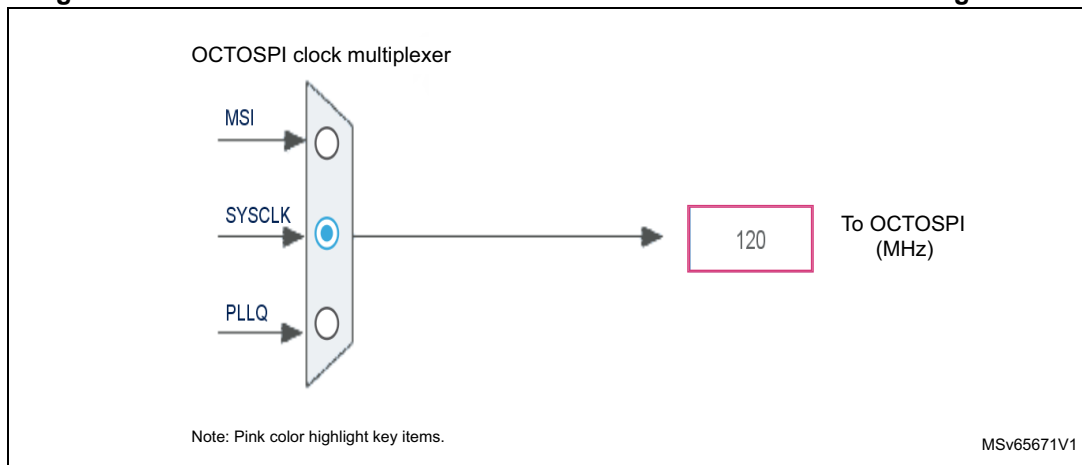 OCTOSPI clock multiplexer
MSI
SYSCLK
120
To OCTOSPI
(MHz)
PLLQ
Note: Pink color highlight key items.
MSv65671V1